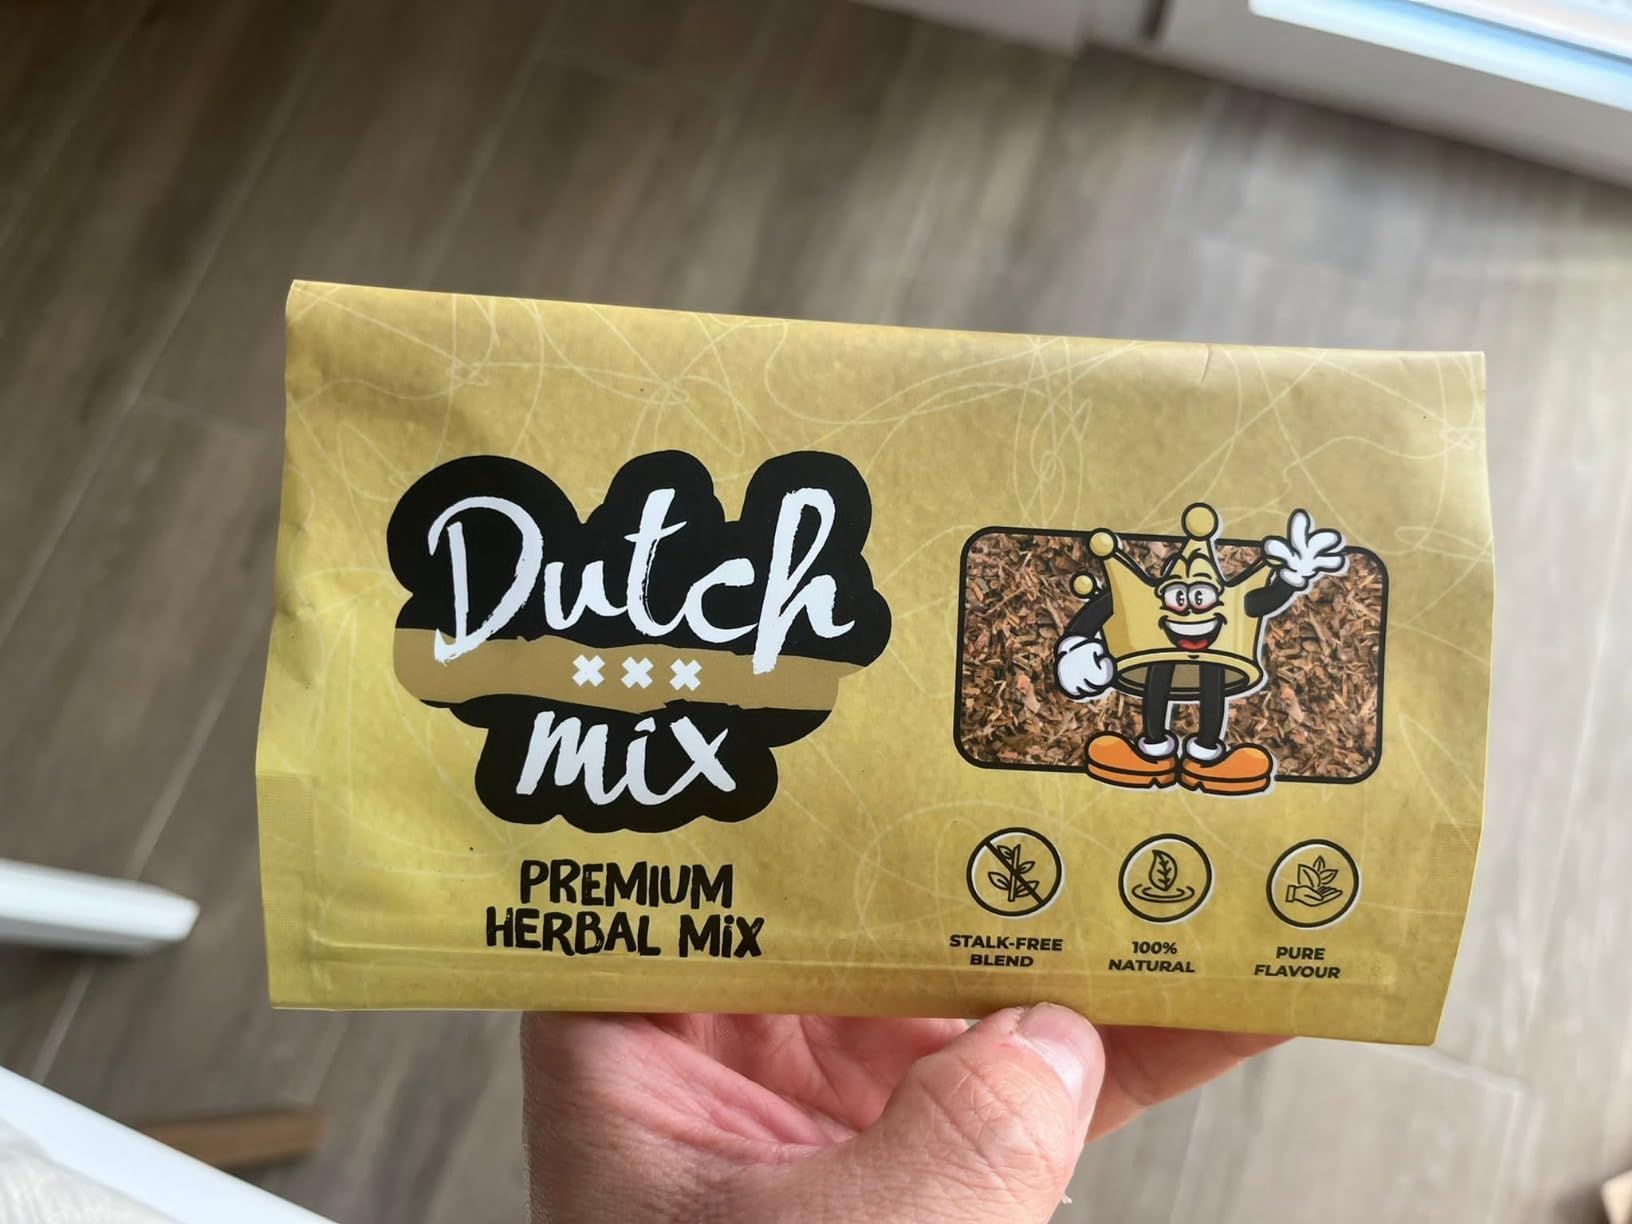 Dutch
×××
mix
PREMIUM
HERBAL MiX
STALK-FREE
BLEND
100%
NATURAL
PURE
FLAVOUR